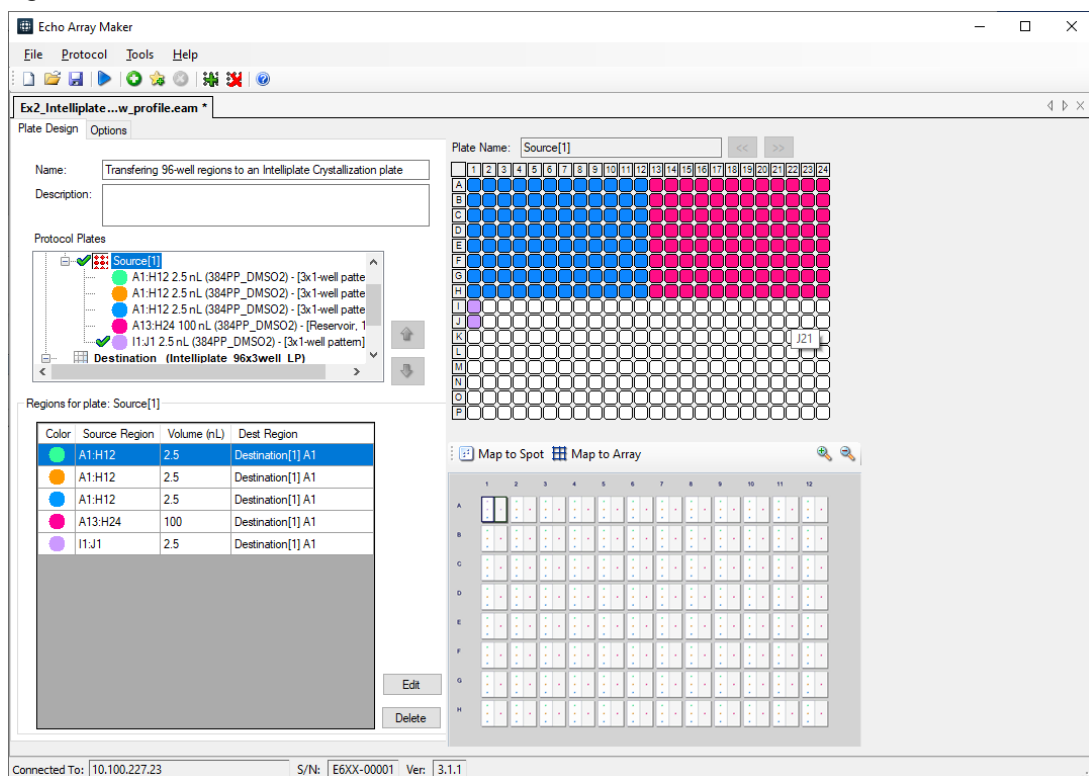 Echo Array Maker
File Protocol Tools Help
Ex2_Intelliplate...w_profile.eam *
Plate Design Options
Name: Transfering 96-well regions to an Intelliplate Crystallization plate
Description:
Protocol Plates
Source[1]
A1:H12 2.5 nL (384PP_DMSO2) - [3x1-well patte
A1:H12 2.5 nL (384PP_DMSO2) - [3x1-well patte
A1:H12 2.5 nL (384PP_DMSO2) - [3x1-well patte
A13:H24 100 nL (384PP_DMSO2) - [Reservoir, 1
I1:J1 2.5 nL (384PP_DMSO2) - [3x1-well pattern]
Destination (Intelliplate 96x3well LP)
Regions for plate: Source[1]
Color Source Region Volume (nL) Dest Region
A1:H12 2.5 Destination[1] A1
A1:H12 2.5 Destination[1] A1
A1:H12 2.5 Destination[1] A1
A13:H24 100 Destination[1] A1
I1:J1 2.5 Destination[1] A1
Edit
Delete
Plate Name: Source[1] << >>
1 2 3 4 5 6 7 8 9 10 11 12 13 14 15 16 17 18 19 20 21 22 23 24
A
B
C
D
E
F
G
H
I
J
K
L
M
N
O
P
J21
Map to Spot Map to Array
1 2 3 4 5 6 7 8 9 10 11 12
A
B
C
D
E
F
G
H
Connected To: 10.100.227.23 S/N: E6XX-00001 Ver: 3.1.1